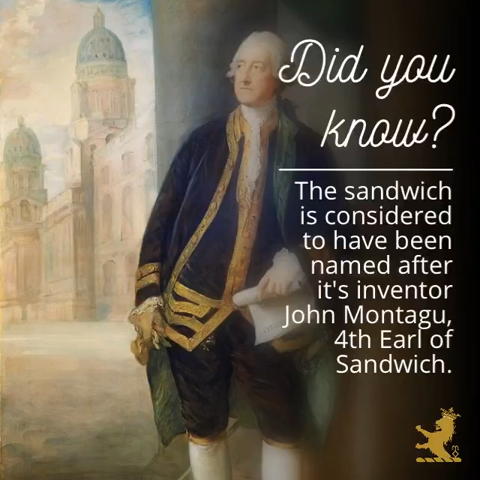 Did you
know?
The sandwich
is considered
to have been
named after
it's inventor
John Montagu,
4th Earl of
Sandwich.